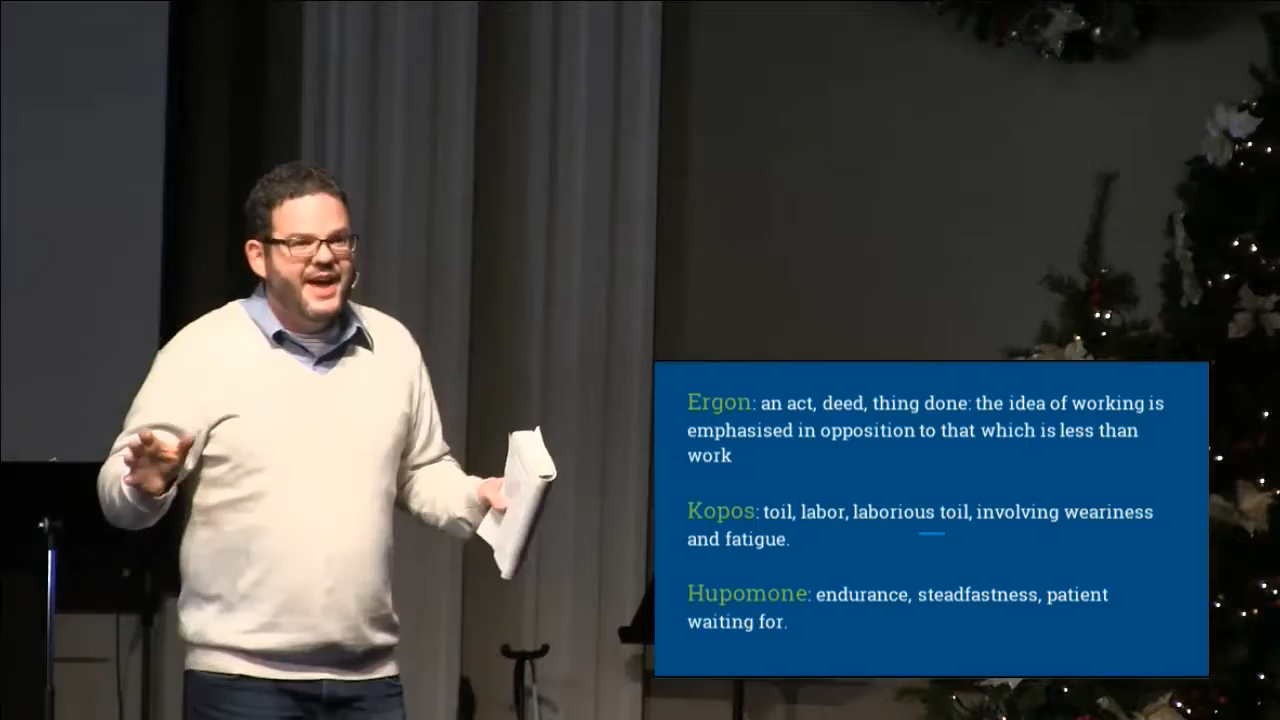 Ergon: an act, deed, thing done: the idea of working is
emphasised in opposition to that which is less than
work
Kopos: toil, labor, laborious toil, involving weariness
and fatigue.
Hupomone: endurance, steadfastness, patient
waiting for.